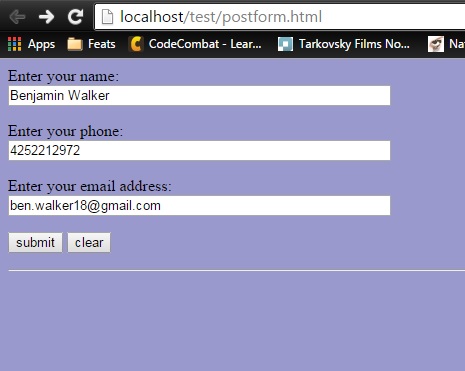 localhost/test/postform.html
Apps Feats CodeCombat - Lear... Tarkovsky Films No... Na
Enter your name:
Benjamin Walker
Enter your phone:
4252212972
Enter your email address:
ben.walker18@gmail.com
submit clear